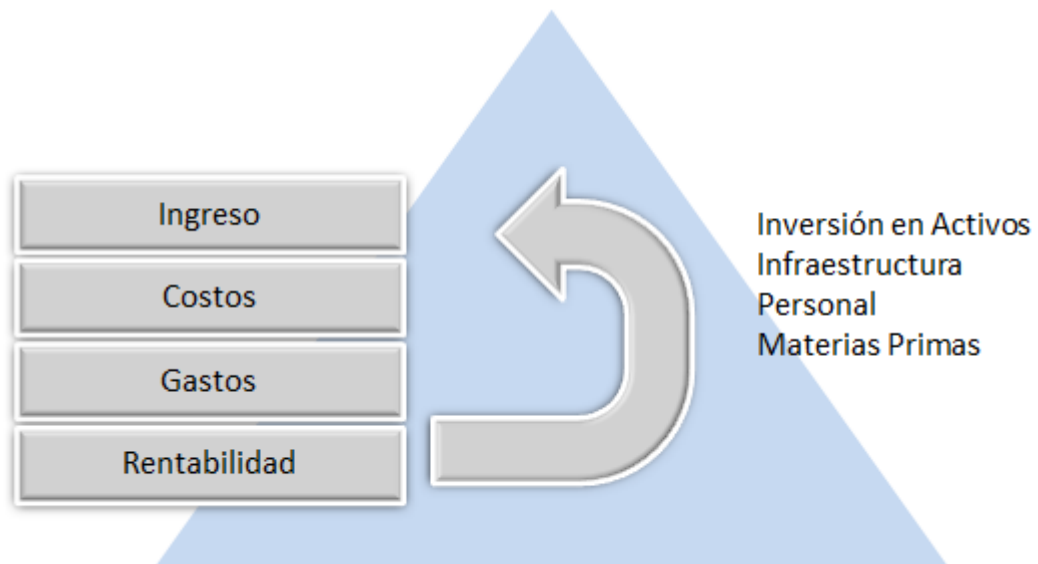 Ingreso
Costos
Gastos
Rentabilidad
Inversión en Activos
Infraestructura
Personal
Materias Primas